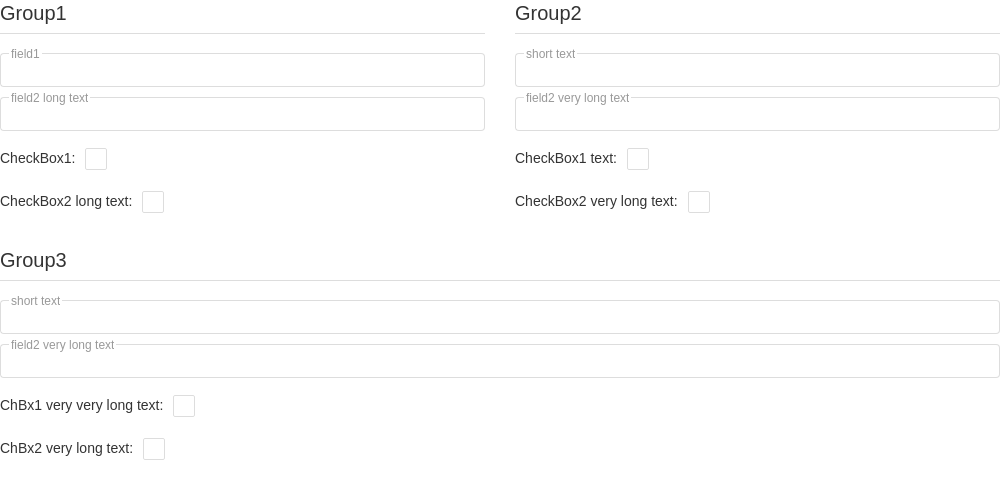 Group1
field1
field2 long text
CheckBox1:
CheckBox2 long text:
Group2
short text
field2 very long text
CheckBox1 text:
CheckBox2 very long text:
Group3
short text
field2 very long text
ChBx1 very very long text:
ChBx2 very long text: